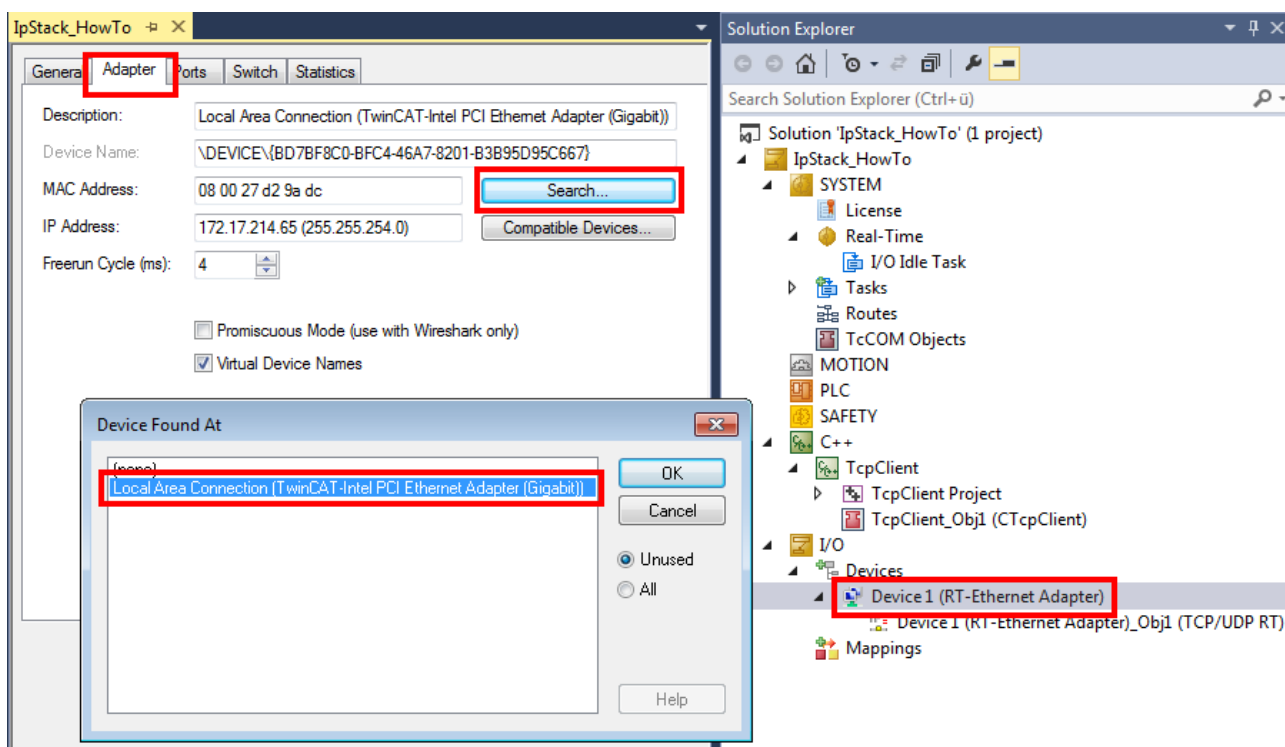 IpStack_HowTo
General Adapter Ports Switch Statistics
Description: Local Area Connection (TwinCAT-Intel PCI Ethernet Adapter (Gigabit))
Device Name: \DEVICE\{BD7BF8C0-BFC4-46A7-8201-B3B95D95C667}
MAC Address: 08 00 27 d2 9a dc Search...
IP Address: 172.17.214.65 (255.255.254.0) Compatible Devices...
Freerun Cycle (ms): 4
Promiscuous Mode (use with Wireshark only)
Virtual Device Names
Device Found At
(none)
Local Area Connection (TwinCAT-Intel PCI Ethernet Adapter (Gigabit))
OK
Cancel
Unused
All
Help
Solution Explorer
Search Solution Explorer (Ctrl+ü)
Solution 'IpStack_HowTo' (1 project)
IpStack_HowTo
SYSTEM
License
Real-Time
I/O Idle Task
Tasks
Routes
TcCOM Objects
MOTION
PLC
SAFETY
C++
TcpClient
TcpClient Project
TcpClient_Obj1 (CTcpClient)
I/O
Devices
Device 1 (RT-Ethernet Adapter)
Device 1 (RT-Ethernet Adapter)_Obj1 (TCP/UDP RT)
Mappings